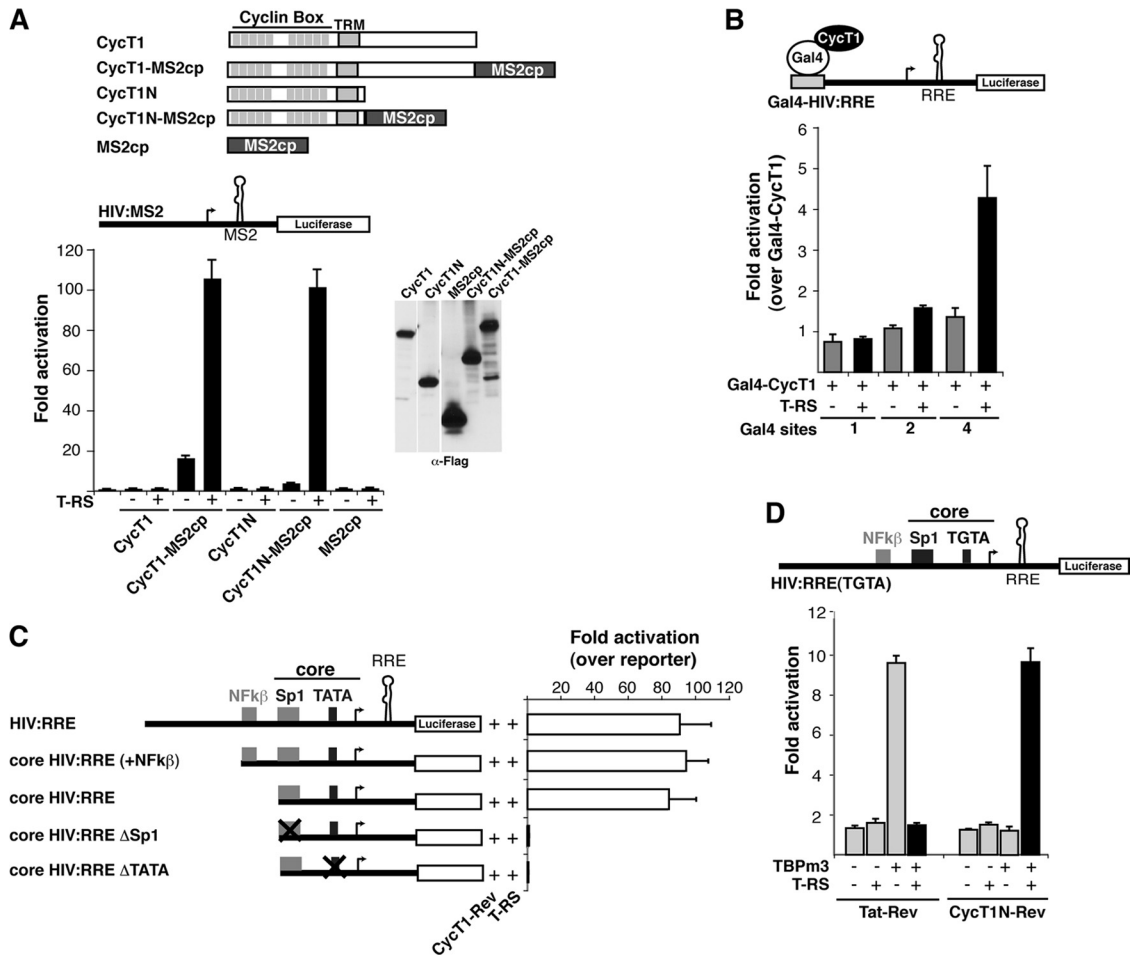 A
Cyclin Box
TRM
CycT1
CycT1-MS2cp
MS2cp
CycT1N
CycT1N-MS2cp
MS2cp
MS2cp
MS2cp
HIV:MS2
MS2
Luciferase
Fold activation
120
100
80
60
40
20
T-RS - + - + - + - + - +
CycT1
CycT1-MS2cp
CycT1N
CycT1N-MS2cp
MS2cp
CycT1
CycT1N
MS2cp
CycT1N-MS2cp
CycT1-MS2cp
α-Flag
B
CycT1
Gal4
Gal4-HIV:RRE
RRE
Luciferase
Fold activation
(over Gal4-CycT1)
6
5
4
3
2
1
Gal4-CycT1 + + + + + +
T-RS - + - + - +
Gal4 sites 1 2 4
C
Fold activation
(over reporter)
20 40 60 80 100 120
core
RRE
NFkβ Sp1 TATA
HIV:RRE
Luciferase
+ +
core HIV:RRE (+NFkβ)
+ +
core HIV:RRE
+ +
core HIV:RRE ΔSp1
+ +
core HIV:RRE ΔTATA
+ +
CycT1-Rev
T-RS
D
core
NFkβ Sp1 TGTA
HIV:RRE(TGTA)
RRE
Luciferase
Fold activation
12
10
8
6
4
2
TBPm3 - - + + - - + +
T-RS - + - + - + - +
Tat-Rev CycT1N-Rev